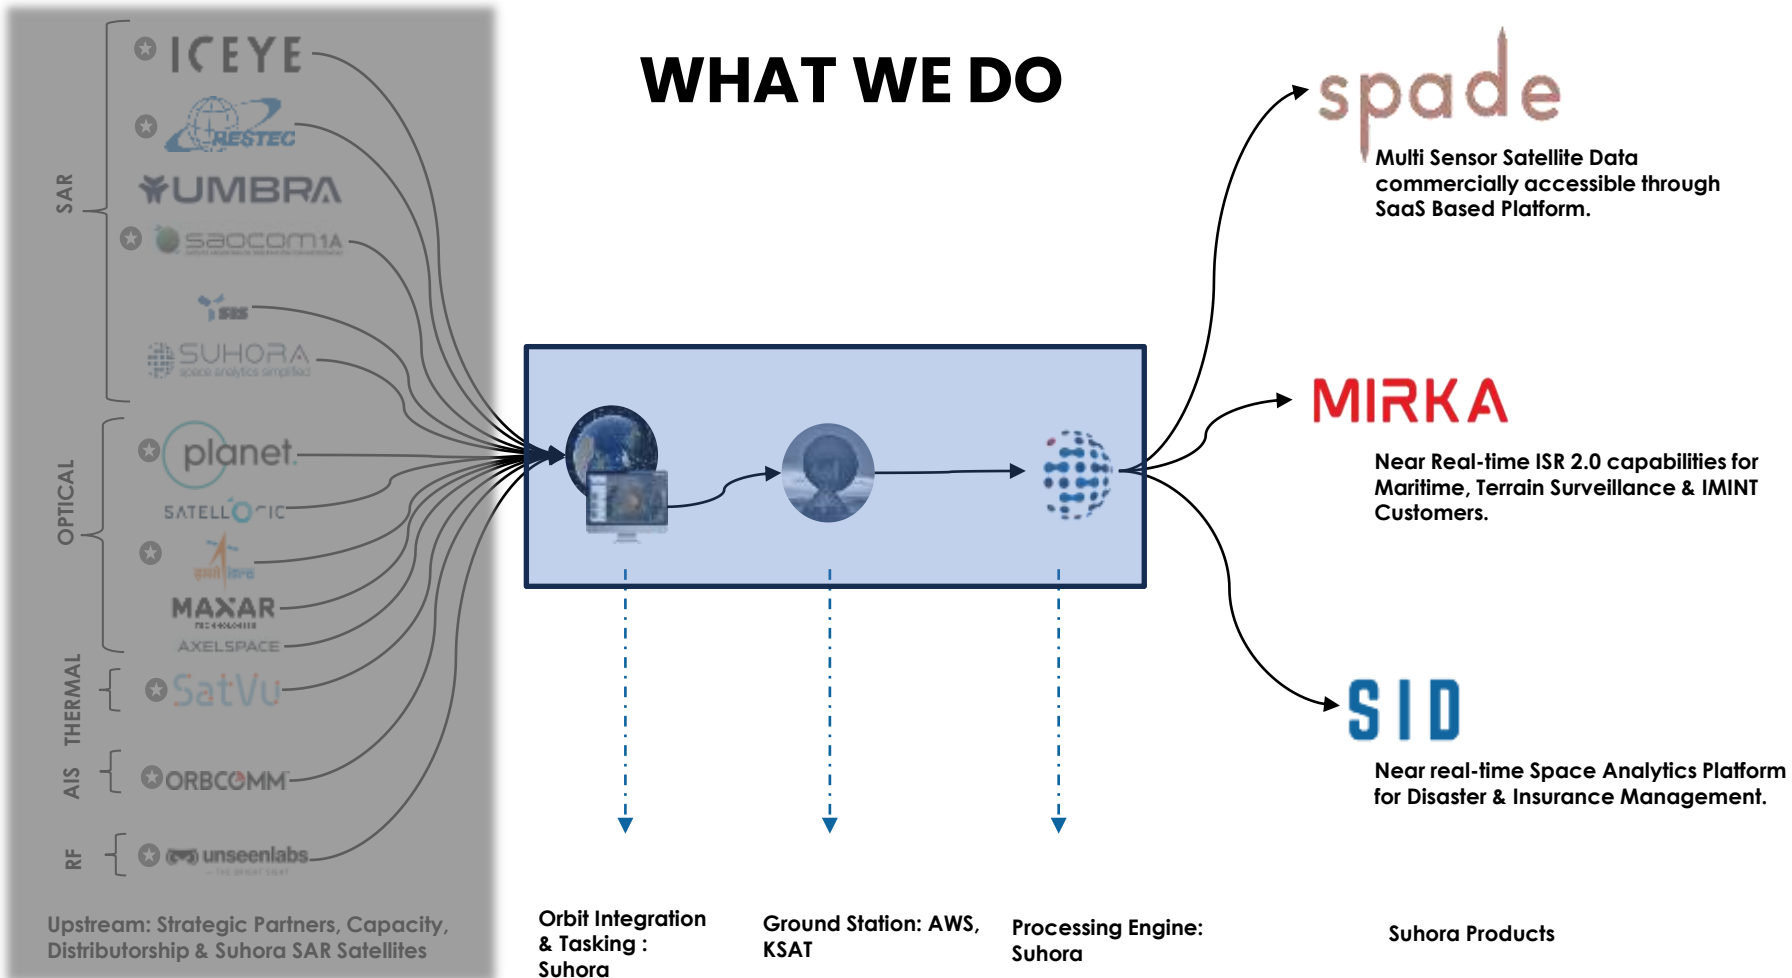 WHAT WE DO
SAR
ICEYE
RESTEC
UMBRA
saocom 1A
SUHORA
space analytics simplified
OPTICAL
planet.
SATELLOGIC
MAXAR
AXELSPACE
THERMAL
SatVu
AIS
ORBCOMM
RF
unseenlabs
Upstream: Strategic Partners, Capacity,
Distributorship & Suhora SAR Satellites
Orbit Integration
& Tasking :
Suhora
Ground Station: AWS,
KSAT
Processing Engine:
Suhora
spade
Multi Sensor Satellite Data
commercially accessible through
SaaS Based Platform.
MIRKA
Near Real-time ISR 2.0 capabilities for
Maritime, Terrain Surveillance & IMINT
Customers.
SID
Near real-time Space Analytics Platform
for Disaster & Insurance Management.
Suhora Products